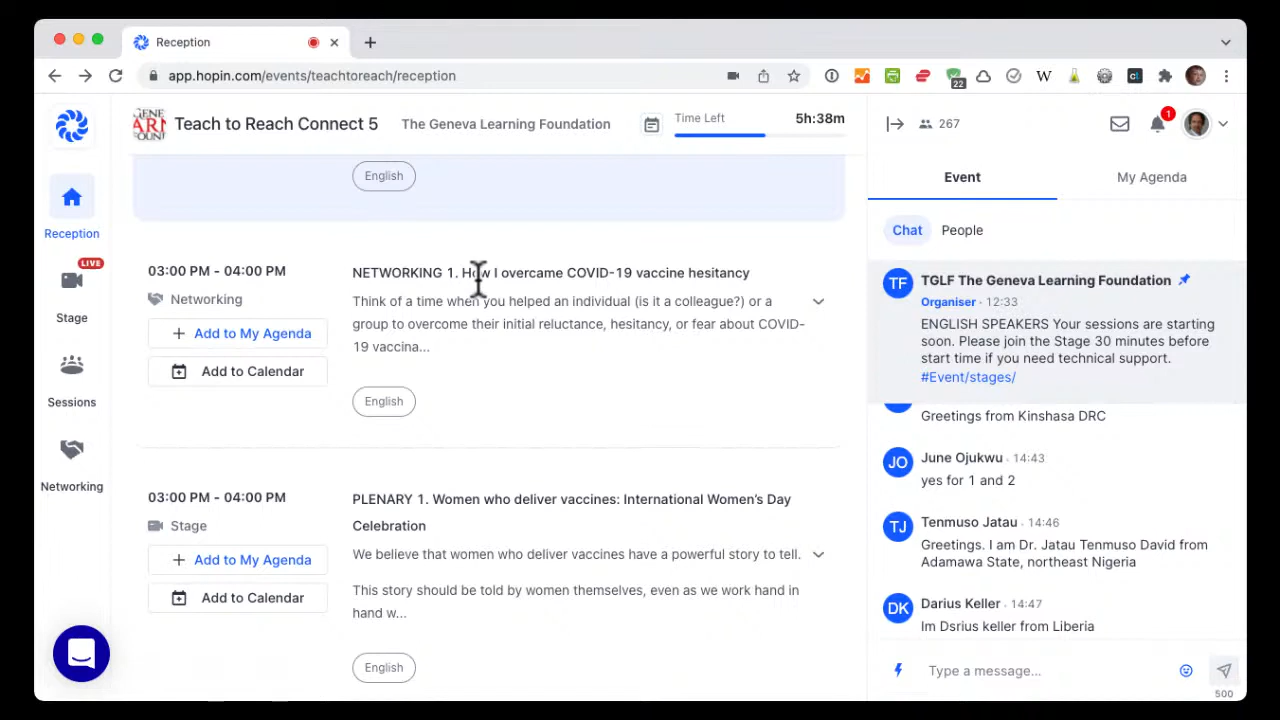 Reception
app.hopin.com/events/teachtoreach/reception
22
W
Teach to Reach Connect 5
The Geneva Learning Foundation
Time Left
5h:38m
267
1
Reception
LIVE
Stage
Sessions
Networking
English
03:00 PM - 04:00 PM
Networking
+ Add to My Agenda
Add to Calendar
NETWORKING 1. How I overcame COVID-19 vaccine hesitancy
Think of a time when you helped an individual (is it a colleague?) or a
group to overcome their initial reluctance, hesitancy, or fear about COVID-
19 vaccina...
English
03:00 PM - 04:00 PM
Stage
+ Add to My Agenda
Add to Calendar
PLENARY 1. Women who deliver vaccines: International Women's Day
Celebration
We believe that women who deliver vaccines have a powerful story to tell.
This story should be told by women themselves, even as we work hand in
hand w...
English
Event
My Agenda
Chat
People
TF
TGLF The Geneva Learning Foundation
Organiser · 12:33
ENGLISH SPEAKERS Your sessions are starting
soon. Please join the Stage 30 minutes before
start time if you need technical support.
#Event/stages/
Greetings from Kinshasa DRC
JO
June Ojukwu · 14:43
yes for 1 and 2
TJ
Tenmuso Jatau · 14:46
Greetings. I am Dr. Jatau Tenmuso David from
Adamawa State, northeast Nigeria
DK
Darius Keller · 14:47
Im Dsrius keller from Liberia
Type a message...
500